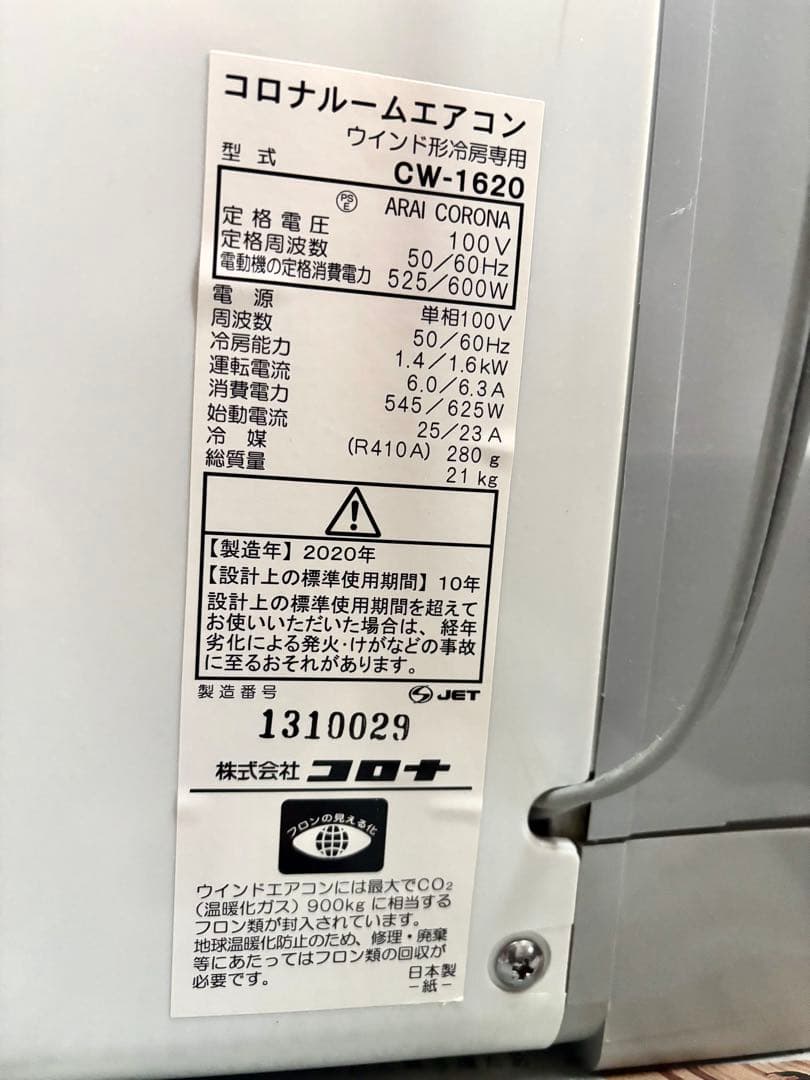 コロナルームエアコン
ウインド形冷房専用
型式 CW-1620
PSE ARAI CORONA
定格電圧 100V
定格周波数 50/60Hz
電動機の定格消費電力 525/600W
電源 単相100V
周波数 50/60Hz
冷房能力 1.4/1.6kW
運転電流 6.0/6.3A
消費電力 545/625W
始動電流 25/23A
冷媒 (R410A) 280g
総質量 21kg
【製造年】2020年
【設計上の標準使用期間】10年
設計上の標準使用期間を超えて
お使いいただいた場合は、経年
劣化による発火・けがなどの事故
に至るおそれがあります。
製造番号 JET
1310029
株式会社 コロナ
フロンの見える化
ウインドエアコンには最大でCO₂
(温暖化ガス) 900kgに相当する
フロン類が封入されています。
地球温暖化防止のため、修理・廃棄
等にあたってはフロン類の回収が
必要です。 日本製
-紙-